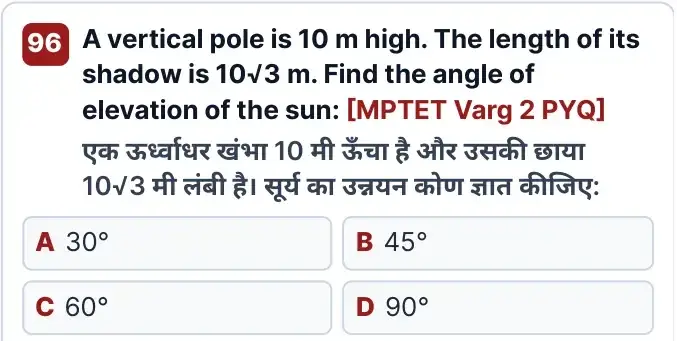 96 A vertical pole is 10 m high. The length of its
shadow is 10√3 m. Find the angle of
elevation of the sun: [MPTET Varg 2 PYQ]
एक ऊर्ध्वाधर खंभा 10 मी ऊँचा है और उसकी छाया
10√3 मी लंबी है। सूर्य का उन्नयन कोण ज्ञात कीजिए:
A 30°
B 45°
C 60°
D 90°